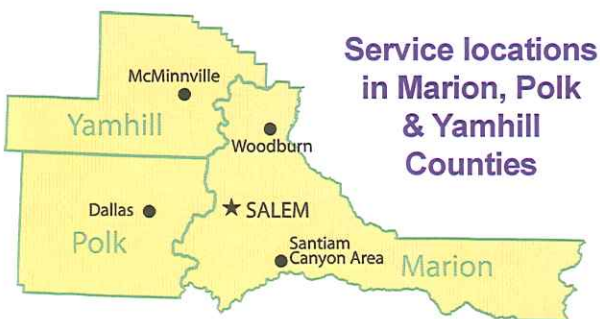 Service locations
in Marion, Polk
& Yamhill
Counties
McMinnville
Yamhill
Woodburn
Dallas
SALEM
Polk
Santiam
Canyon Area
Marion